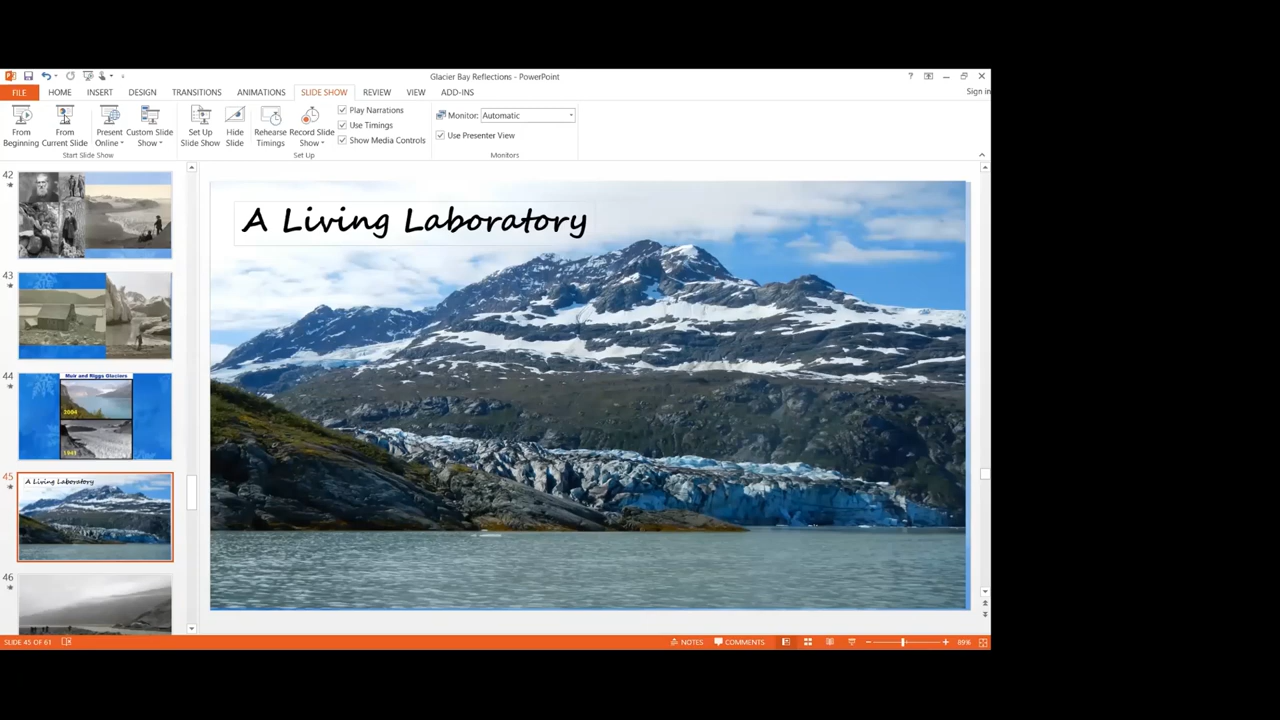 Glacier Bay Reflections - PowerPoint
?
FILE HOME INSERT DESIGN TRANSITIONS ANIMATIONS SLIDE SHOW REVIEW VIEW ADD-INS Sign in
From Beginning
From Current Slide
Present Online
Custom Slide Show
Set Up Slide Show
Hide Slide
Rehearse Timings
Record Slide Show
Play Narrations
Use Timings
Show Media Controls
Monitor: Automatic
Use Presenter View
Start Slide Show Set Up Monitors
42
43
44
Muir and Riggs Glaciers
2004
1941
45
A Living Laboratory
46
A Living Laboratory
SLIDE 45 OF 61 NOTES COMMENTS 89%